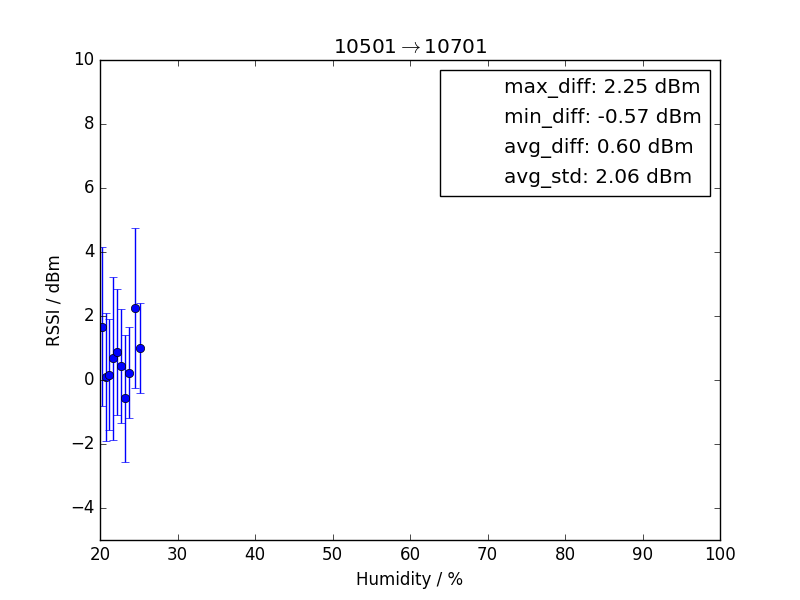 10501→10701
max_diff: 2.25 dBm
min_diff: -0.57 dBm
avg_diff: 0.60 dBm
avg_std: 2.06 dBm
RSSI / dBm
10
8
6
4
2
0
−2
−4
20 30 40 50 60 70 80 90 100
Humidity / %